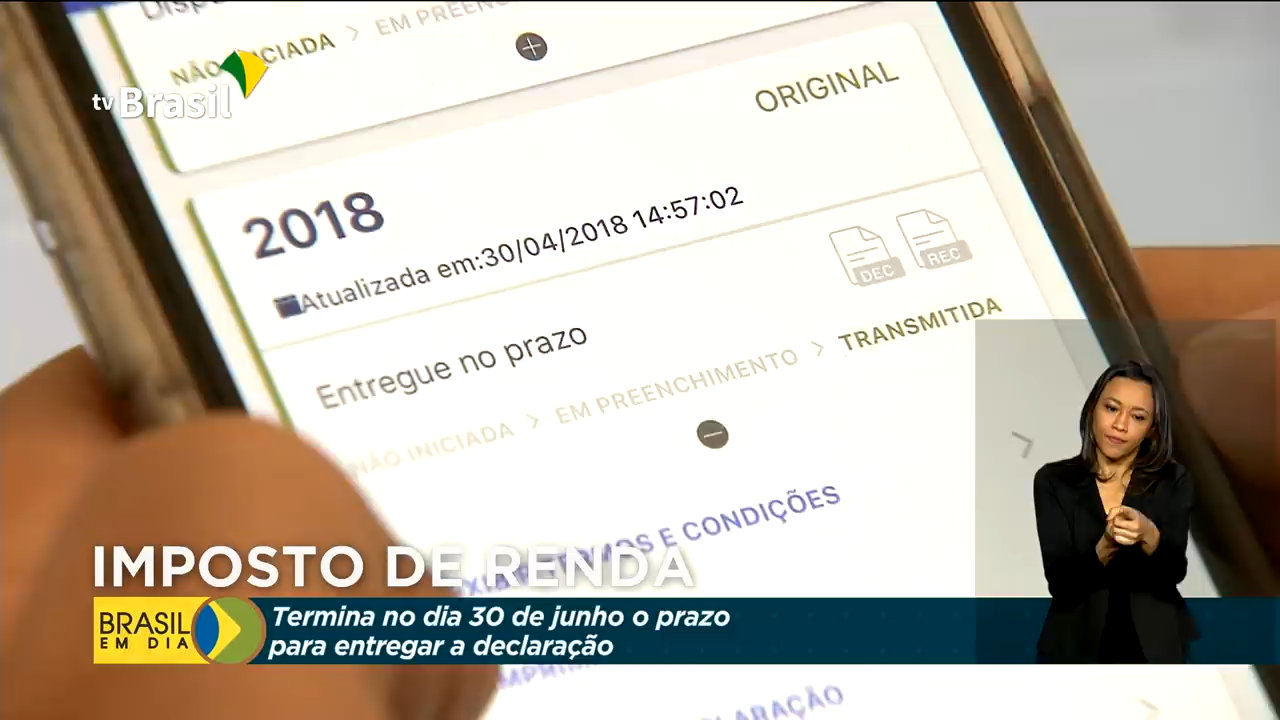 NÃO INICIADA > EM
tv Brasil
ORIGINAL
2018
Atualizada em:30/04/2018 14:57:02
DEC
REC
Entregue no prazo
NÃO INICIADA > EM PREENCHIMENTO > TRANSMITIDA
E CONDIÇÕES
IMPOSTO DE RENDA
BRASIL
EM DIA
Termina no dia 30 de junho o prazo
para entregar a declaração